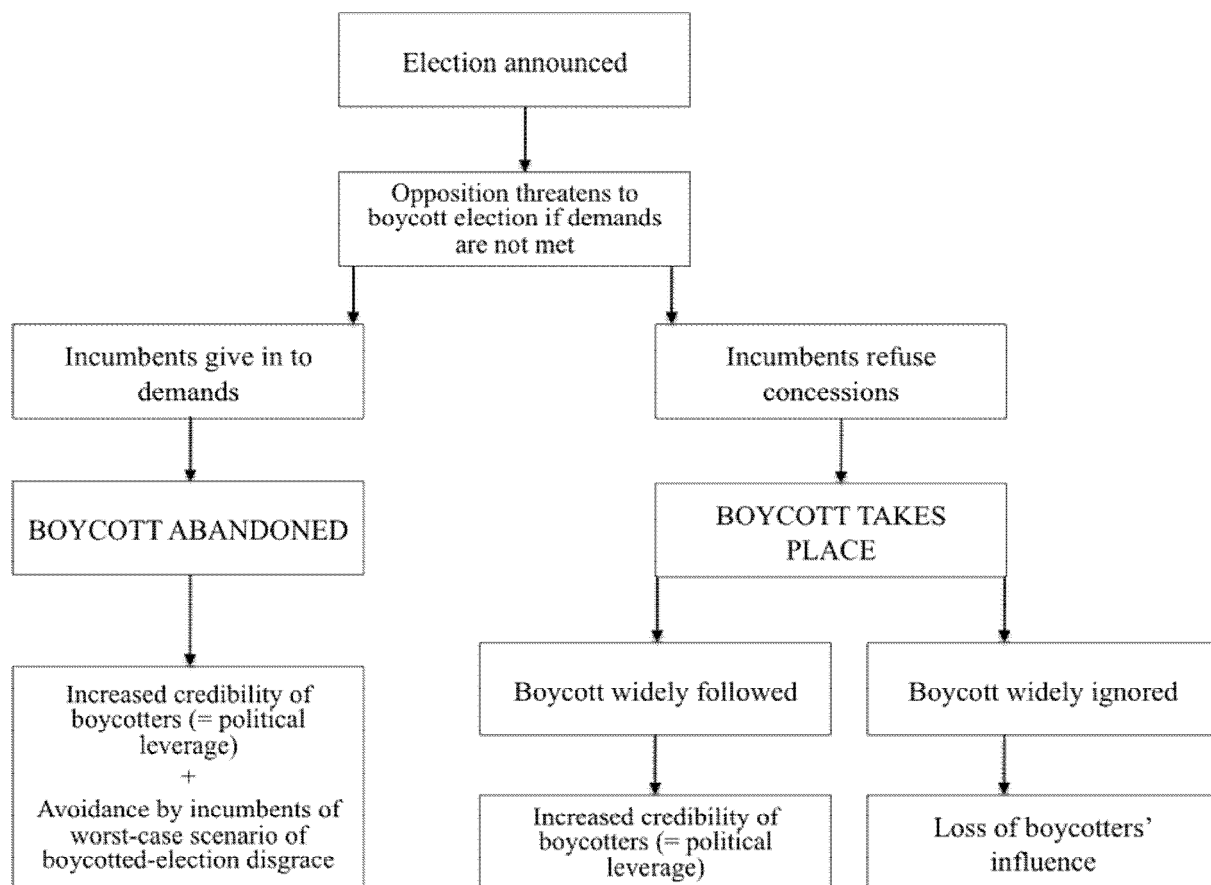 Election announced
Opposition threatens to
boycott election if demands
are not met
Incumbents give in to
demands
Incumbents refuse
concessions
BOYCOTT ABANDONED
BOYCOTT TAKES
PLACE
Boycott widely followed
Boycott widely ignored
Increased credibility of
boycotters (= political
leverage)
+
Avoidance by incumbents of
worst-case scenario of
boycotted-election disgrace
Increased credibility of
boycotters (= political
leverage)
Loss of boycotters’
influence